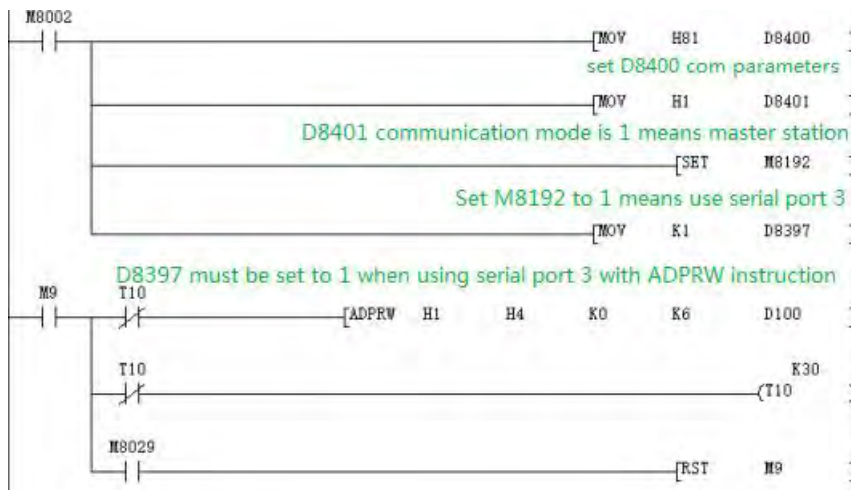 M8002
[MOV H81 D8400 ]
set D8400 com parameters
[MOV H1 D8401 ]
D8401 communication mode is 1 means master station
[SET M8192 ]
Set M8192 to 1 means use serial port 3
[MOV K1 D8397 ]
D8397 must be set to 1 when using serial port 3 with ADPRW instruction
M9 T10
[ADPRW H1 H4 K0 K6 D100 ]
T10 K30
(T10 )
M8029
[RST M9 ]